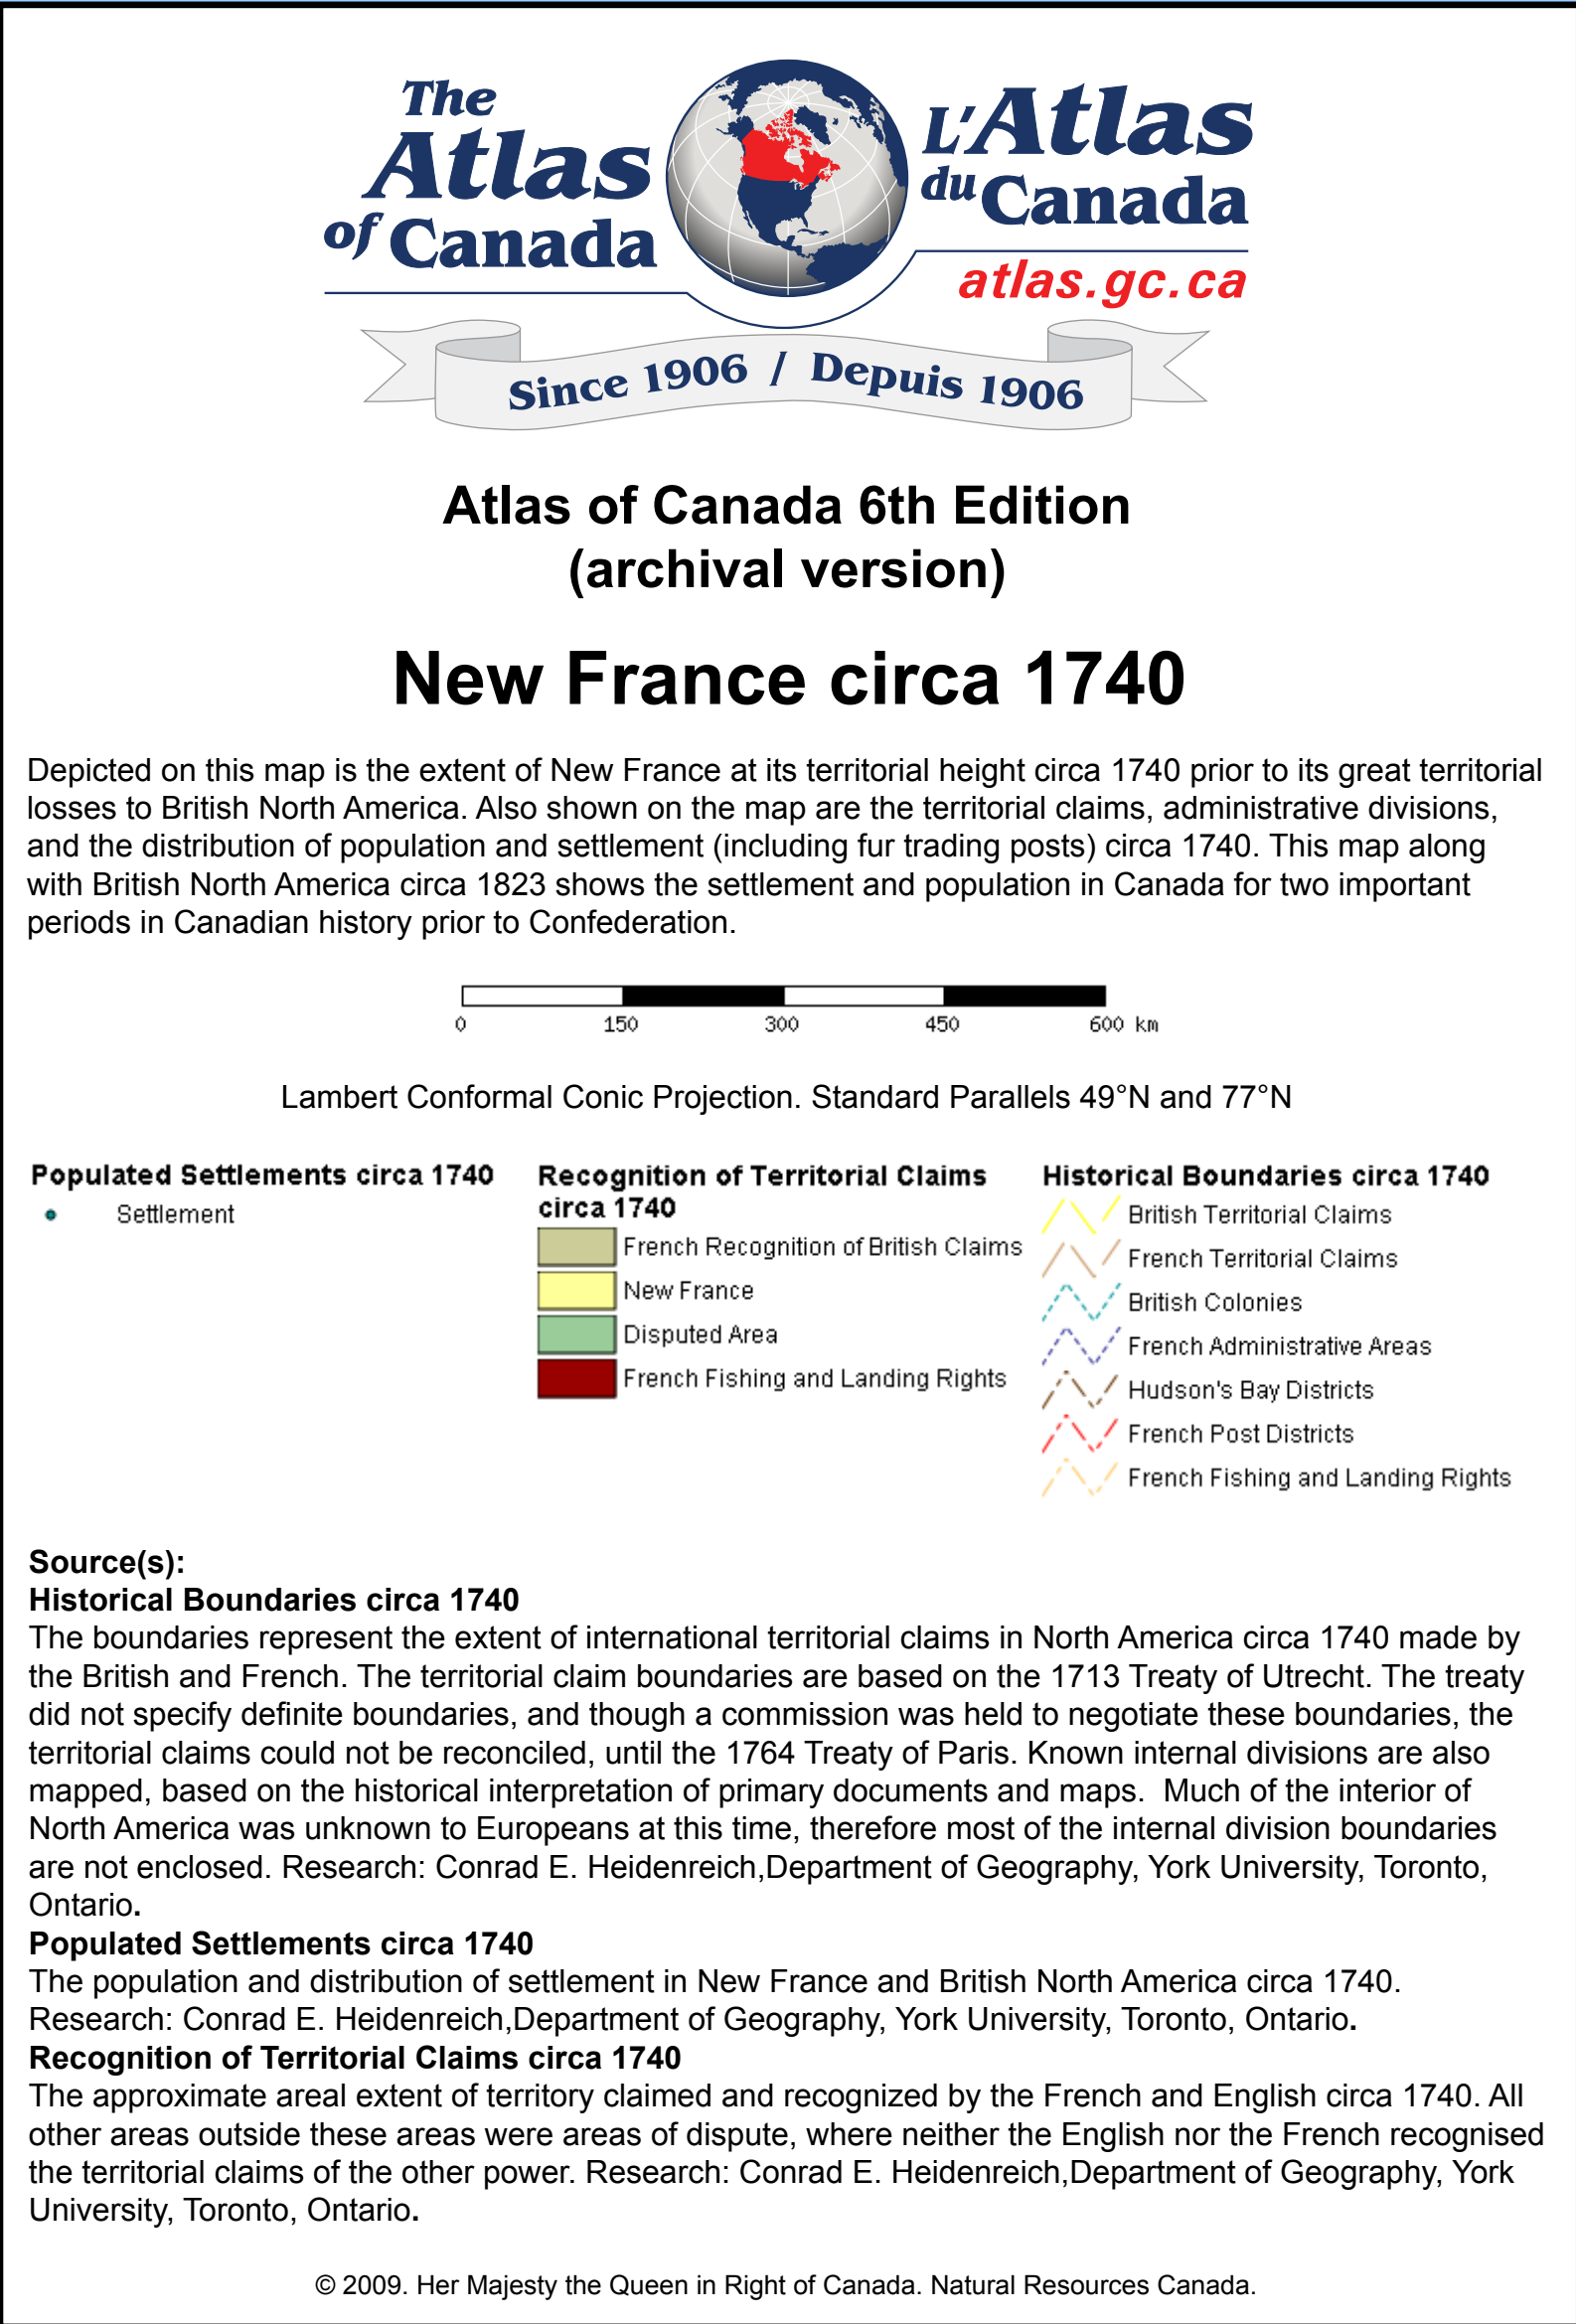 The
Atlas
of Canada
L'Atlas
du Canada
atlas.gc.ca
Since 1906 / Depuis 1906
Atlas of Canada 6th Edition
(archival version)
New France circa 1740
Depicted on this map is the extent of New France at its territorial height circa 1740 prior to its great territorial
losses to British North America. Also shown on the map are the territorial claims, administrative divisions,
and the distribution of population and settlement (including fur trading posts) circa 1740. This map along
with British North America circa 1823 shows the settlement and population in Canada for two important
periods in Canadian history prior to Confederation.
0 150 300 450 600 km
Lambert Conformal Conic Projection. Standard Parallels 49°N and 77°N
Populated Settlements circa 1740
Settlement
Recognition of Territorial Claims
circa 1740
French Recognition of British Claims
New France
Disputed Area
French Fishing and Landing Rights
Historical Boundaries circa 1740
British Territorial Claims
French Territorial Claims
British Colonies
French Administrative Areas
Hudson's Bay Districts
French Post Districts
French Fishing and Landing Rights
Source(s):
Historical Boundaries circa 1740
The boundaries represent the extent of international territorial claims in North America circa 1740 made by
the British and French. The territorial claim boundaries are based on the 1713 Treaty of Utrecht. The treaty
did not specify definite boundaries, and though a commission was held to negotiate these boundaries, the
territorial claims could not be reconciled, until the 1764 Treaty of Paris. Known internal divisions are also
mapped, based on the historical interpretation of primary documents and maps.  Much of the interior of
North America was unknown to Europeans at this time, therefore most of the internal division boundaries
are not enclosed. Research: Conrad E. Heidenreich,Department of Geography, York University, Toronto,
Ontario.
Populated Settlements circa 1740
The population and distribution of settlement in New France and British North America circa 1740.
Research: Conrad E. Heidenreich,Department of Geography, York University, Toronto, Ontario.
Recognition of Territorial Claims circa 1740
The approximate areal extent of territory claimed and recognized by the French and English circa 1740. All
other areas outside these areas were areas of dispute, where neither the English nor the French recognised
the territorial claims of the other power. Research: Conrad E. Heidenreich,Department of Geography, York
University, Toronto, Ontario.
© 2009. Her Majesty the Queen in Right of Canada. Natural Resources Canada.